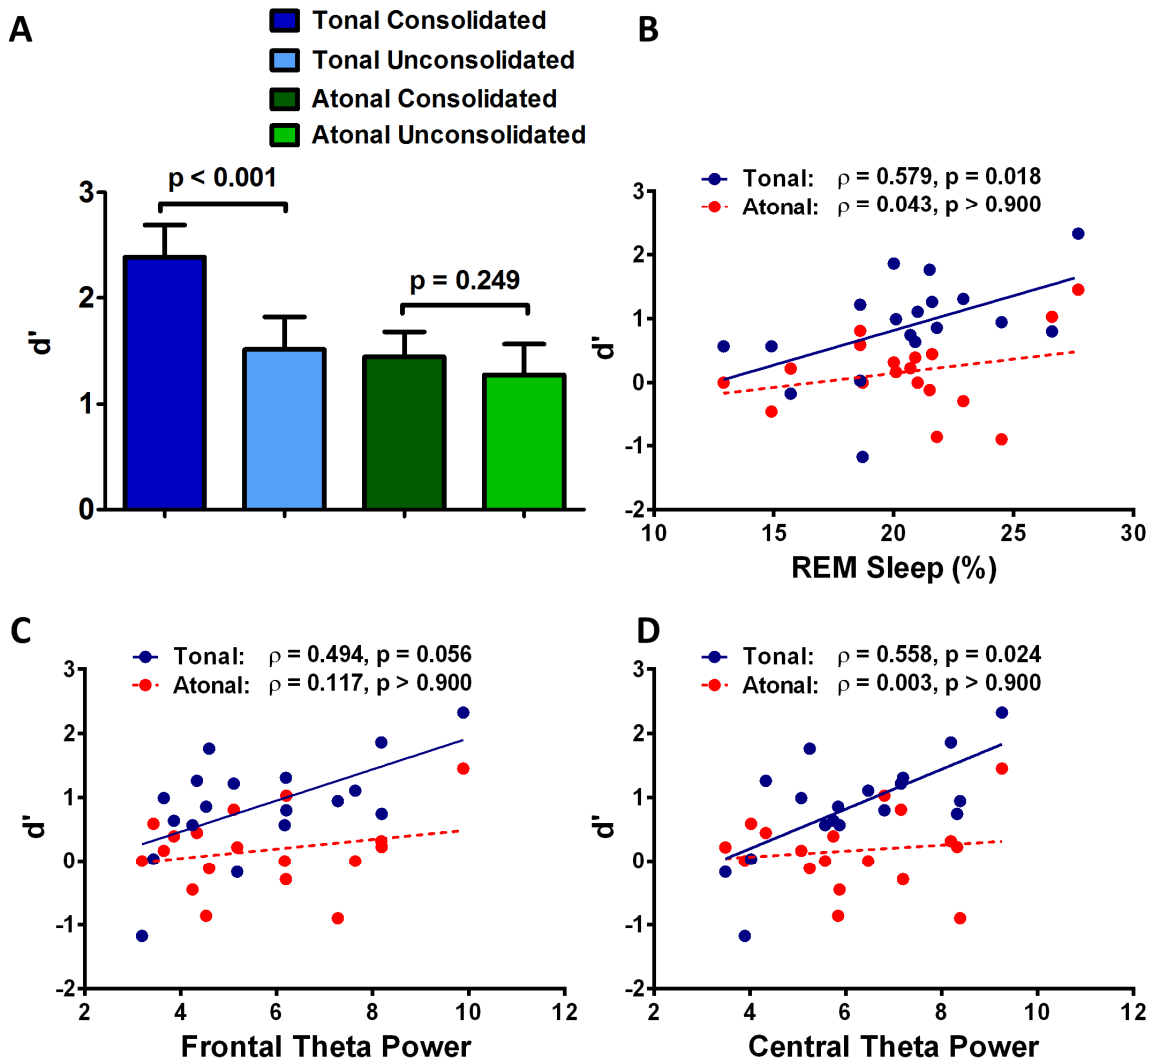 A
Tonal Consolidated
Tonal Unconsolidated
Atonal Consolidated
Atonal Unconsolidated
p < 0.001
p = 0.249
3
2
1
0
d'
B
Tonal: ρ = 0.579, p = 0.018
Atonal: ρ = 0.043, p > 0.900
3
2
1
0
-1
-2
d'
10 15 20 25 30
REM Sleep (%)
C
Tonal: ρ = 0.494, p = 0.056
Atonal: ρ = 0.117, p > 0.900
3
2
1
0
-1
-2
d'
2 4 6 8 10 12
Frontal Theta Power
D
Tonal: ρ = 0.558, p = 0.024
Atonal: ρ = 0.003, p > 0.900
3
2
1
0
-1
-2
d'
2 4 6 8 10 12
Central Theta Power